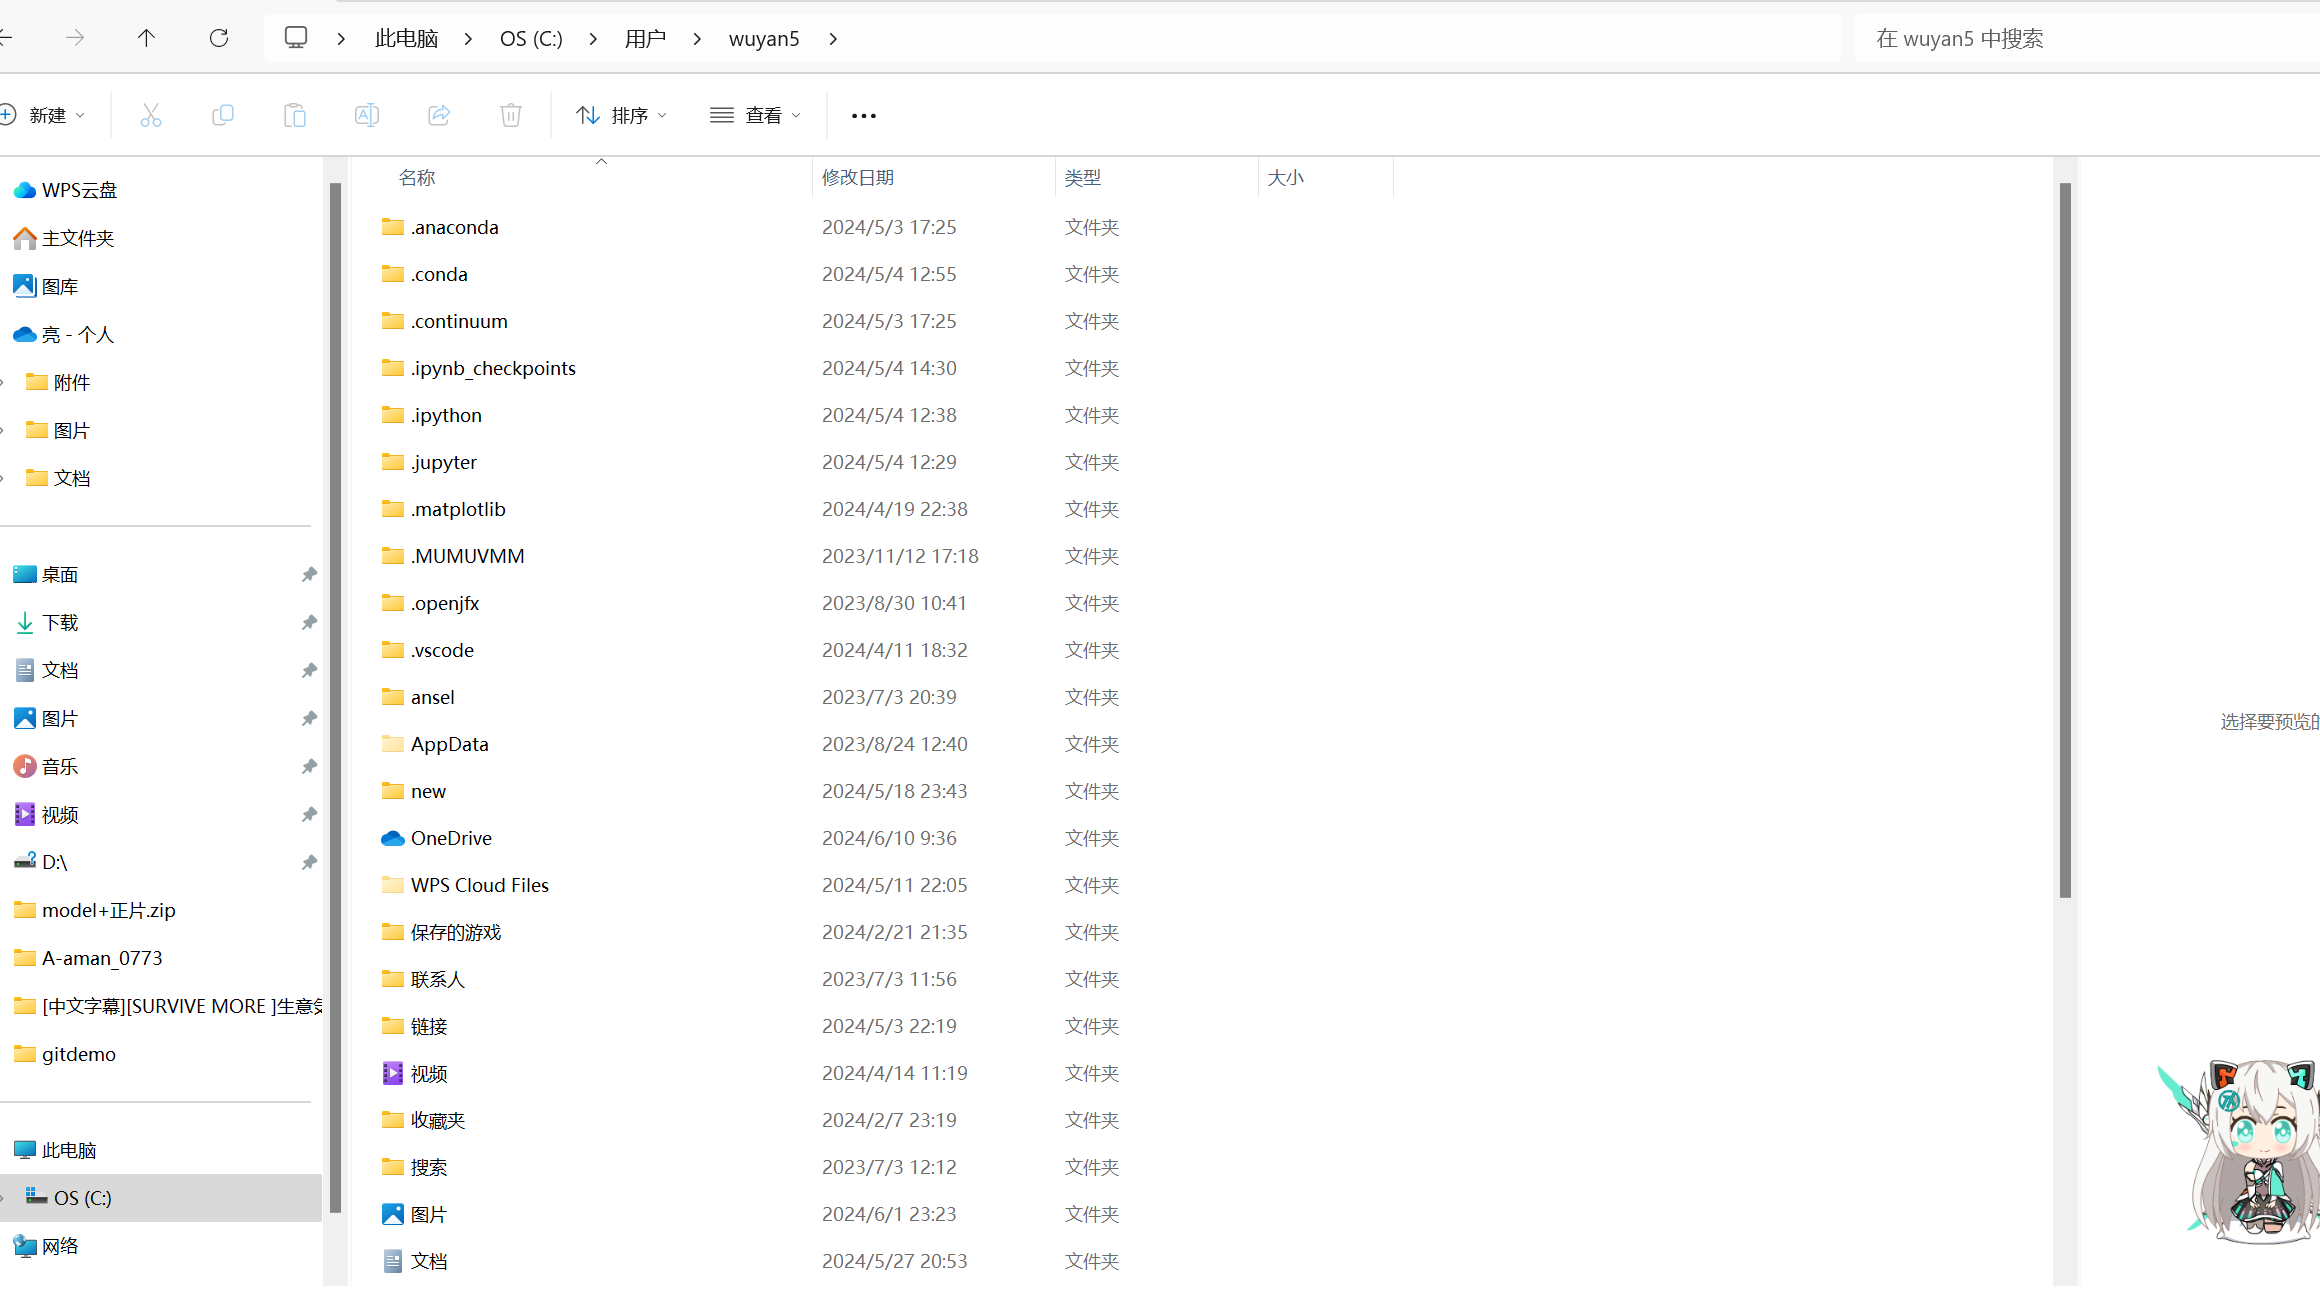 此电脑 OS (C:) 用户 wuyan5
在 wuyan5 中搜索
新建 排序 查看
WPS云盘
主文件夹
图库
亮 - 个人
附件
图片
文档
桌面
下载
文档
图片
音乐
视频
D:\
model+正片.zip
A-aman_0773
[中文字幕][SURVIVE MORE ]生意
gitdemo
此电脑
OS (C:)
网络
名称 修改日期 类型 大小
.anaconda 2024/5/3 17:25 文件夹
.conda 2024/5/4 12:55 文件夹
.continuum 2024/5/3 17:25 文件夹
.ipynb_checkpoints 2024/5/4 14:30 文件夹
.ipython 2024/5/4 12:38 文件夹
.jupyter 2024/5/4 12:29 文件夹
.matplotlib 2024/4/19 22:38 文件夹
.MUMUVMM 2023/11/12 17:18 文件夹
.openjfx 2023/8/30 10:41 文件夹
.vscode 2024/4/11 18:32 文件夹
ansel 2023/7/3 20:39 文件夹
AppData 2023/8/24 12:40 文件夹
new 2024/5/18 23:43 文件夹
OneDrive 2024/6/10 9:36 文件夹
WPS Cloud Files 2024/5/11 22:05 文件夹
保存的游戏 2024/2/21 21:35 文件夹
联系人 2023/7/3 11:56 文件夹
链接 2024/5/3 22:19 文件夹
视频 2024/4/14 11:19 文件夹
收藏夹 2024/2/7 23:19 文件夹
搜索 2023/7/3 12:12 文件夹
图片 2024/6/1 23:23 文件夹
文档 2024/5/27 20:53 文件夹
选择要预览的